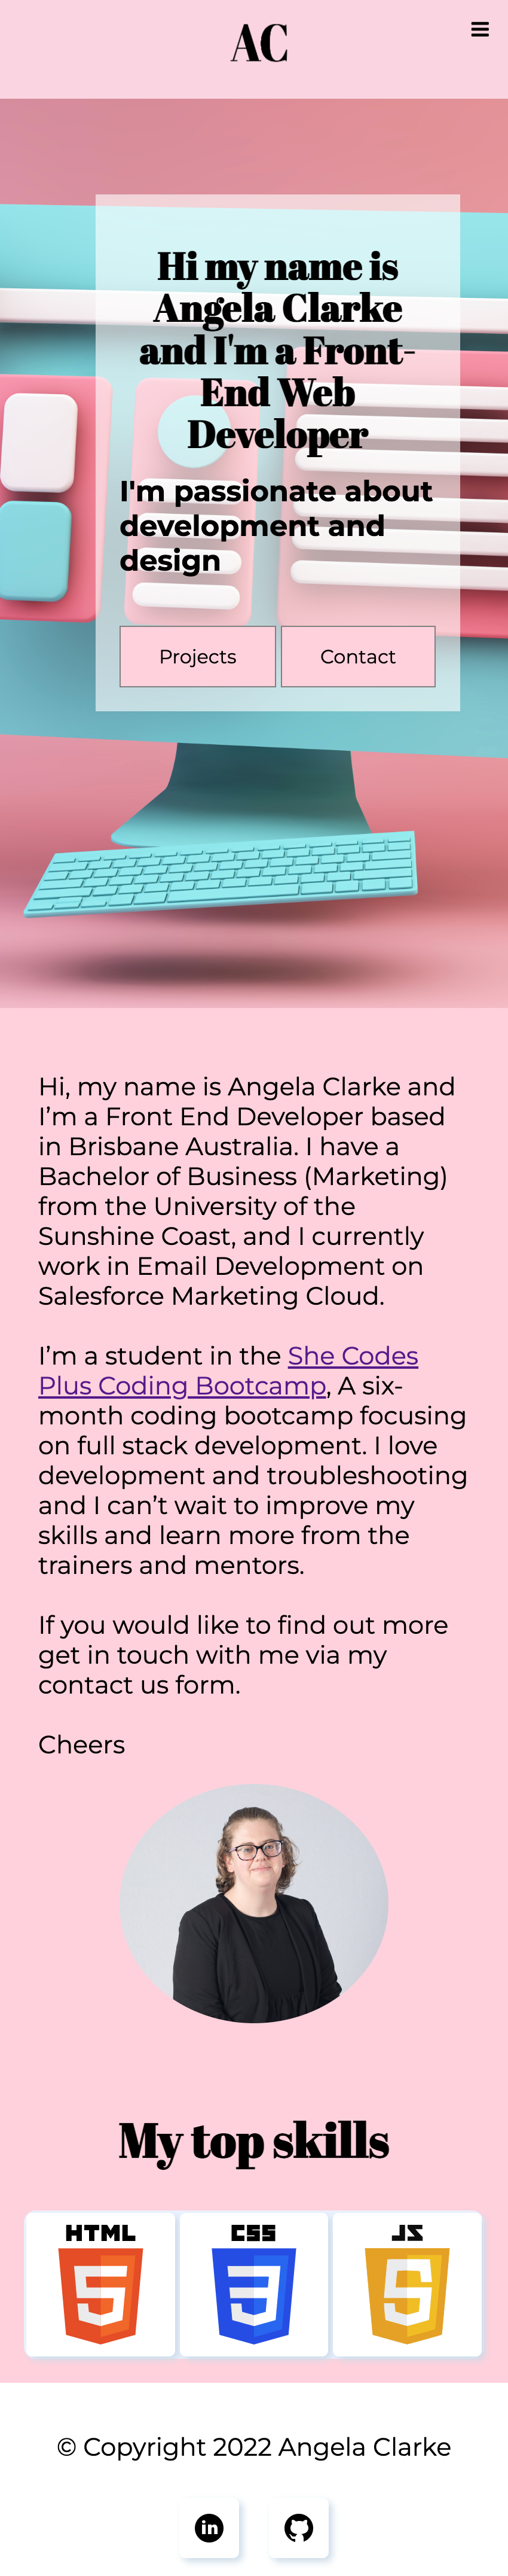 AC
Hi my name is
Angela Clarke
and I'm a Front-
End Web
Developer
I'm passionate about
development and
design
Projects
Contact
Hi, my name is Angela Clarke and
I’m a Front End Developer based
in Brisbane Australia. I have a
Bachelor of Business (Marketing)
from the University of the
Sunshine Coast, and I currently
work in Email Development on
Salesforce Marketing Cloud.
I’m a student in the She Codes
Plus Coding Bootcamp, A six-
month coding bootcamp focusing
on full stack development. I love
development and troubleshooting
and I can’t wait to improve my
skills and learn more from the
trainers and mentors.
If you would like to find out more
get in touch with me via my
contact us form.
Cheers
My top skills
HTML
5
CSS
3
JS
5
© Copyright 2022 Angela Clarke
in